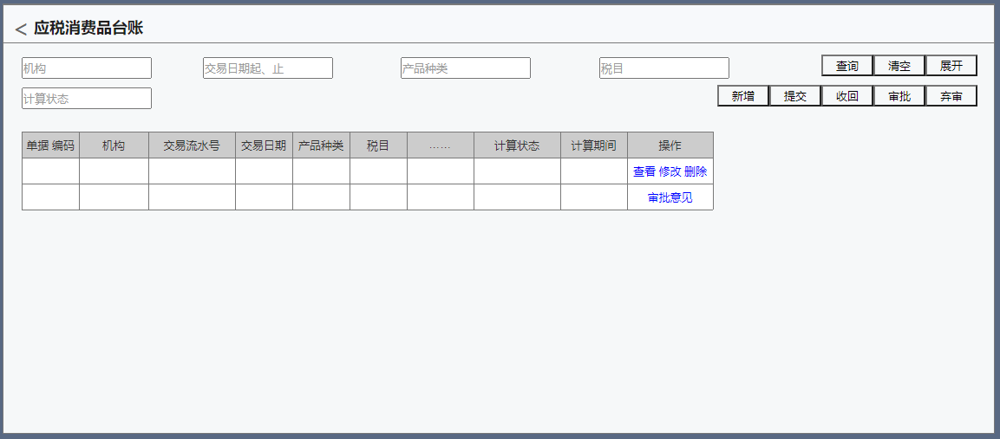 < 应税消费品台账
机构 交易日期起、止 产品种类 税目 查询 清空 展开
计算状态 新增 提交 收回 审批 弃审
单据 编码 机构 交易流水号 交易日期 产品种类 税目 …… 计算状态 计算期间 操作
查看 修改 删除
审批意见